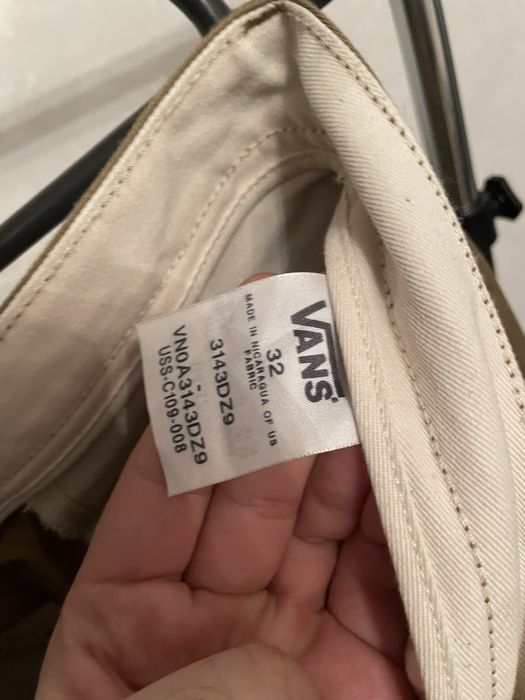 VANS
32
MADE IN NICARAGUA OF US
FABRIC
3143DZ9
-
VN0A3143DZ9
USS-C109-008